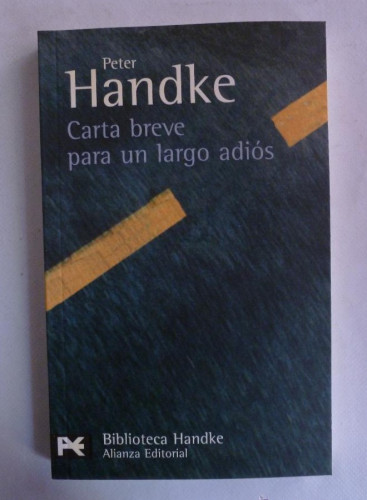 Peter
Handke
Carta breve
para un largo adiós
Biblioteca Handke
Alianza Editorial